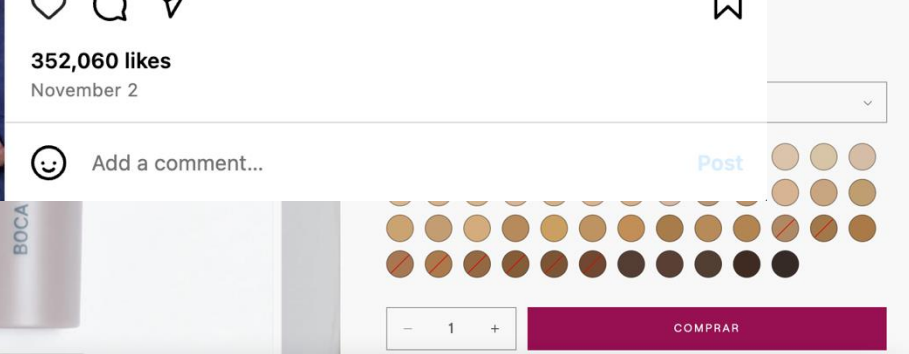 352,060 likes
November 2
Add a comment...
Post
BOCA
1
COMPRAR